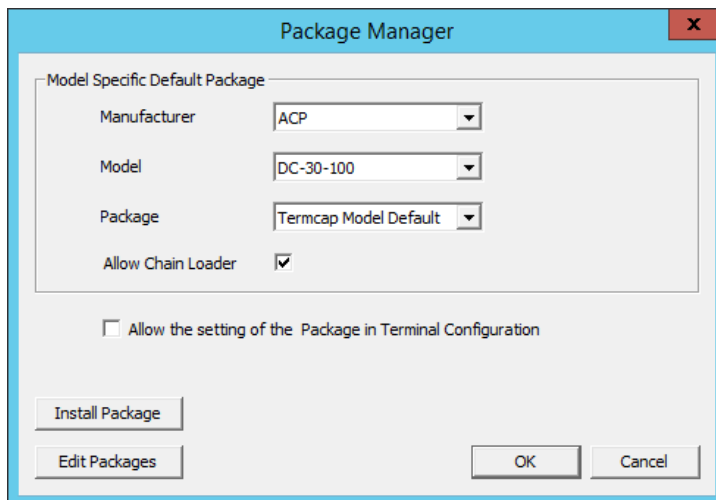 Package Manager
x
Model Specific Default Package
Manufacturer
ACP
Model
DC-30-100
Package
Termcap Model Default
Allow Chain Loader
Allow the setting of the Package in Terminal Configuration
Install Package
Edit Packages
OK
Cancel